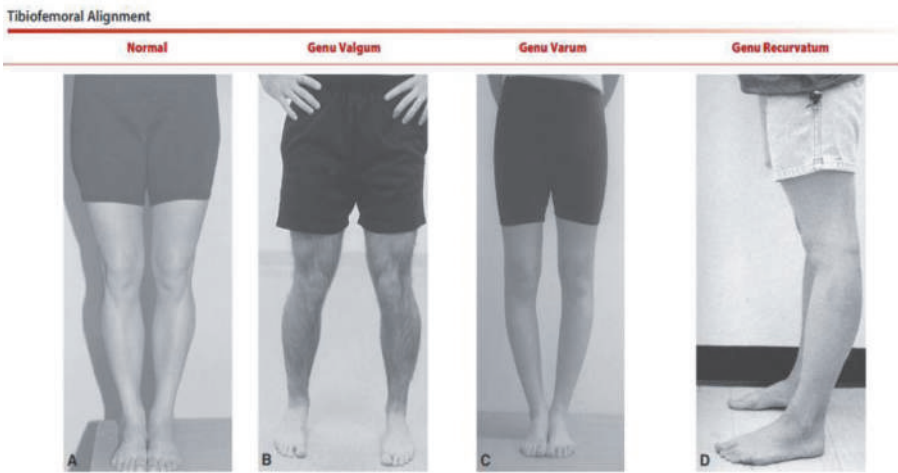 Tibiofemoral Alignment
Normal Genu Valgum Genu Varum Genu Recurvatum
A B C D